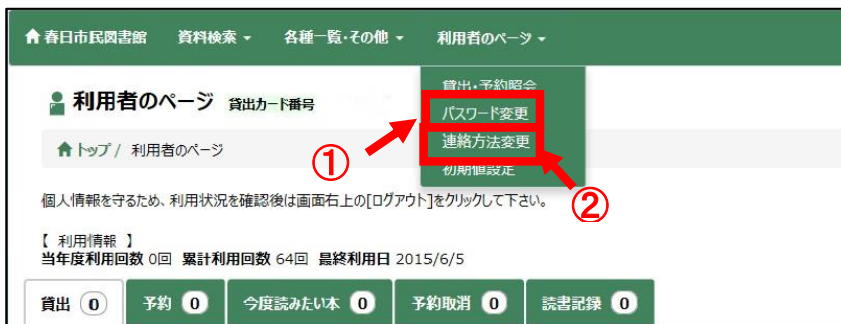 春日市民図書館 資料検索 各種一覧・その他 利用者のページ
貸出・予約照会
パスワード変更
連絡方法変更
初期値設定
利用者のページ 貸出カード番号
トップ / 利用者のページ
①
②
個人情報を守るため、利用状況を確認後は画面右上の[ログアウト]をクリックして下さい。
【 利用情報 】
当年度利用回数 0回 累計利用回数 64回 最終利用日 2015/6/5
貸出 0 予約 0 今度読みたい本 0 予約取消 0 読書記録 0